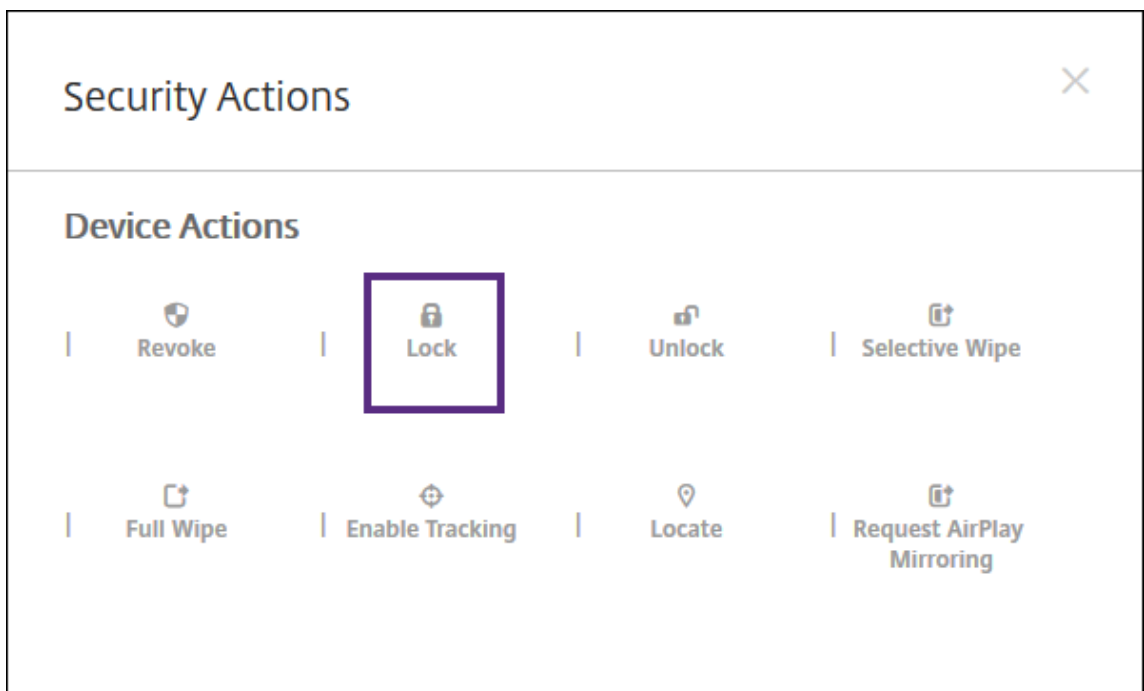 Security Actions
Device Actions
Revoke
Lock
Unlock
Selective Wipe
Full Wipe
Enable Tracking
Locate
Request AirPlay
Mirroring